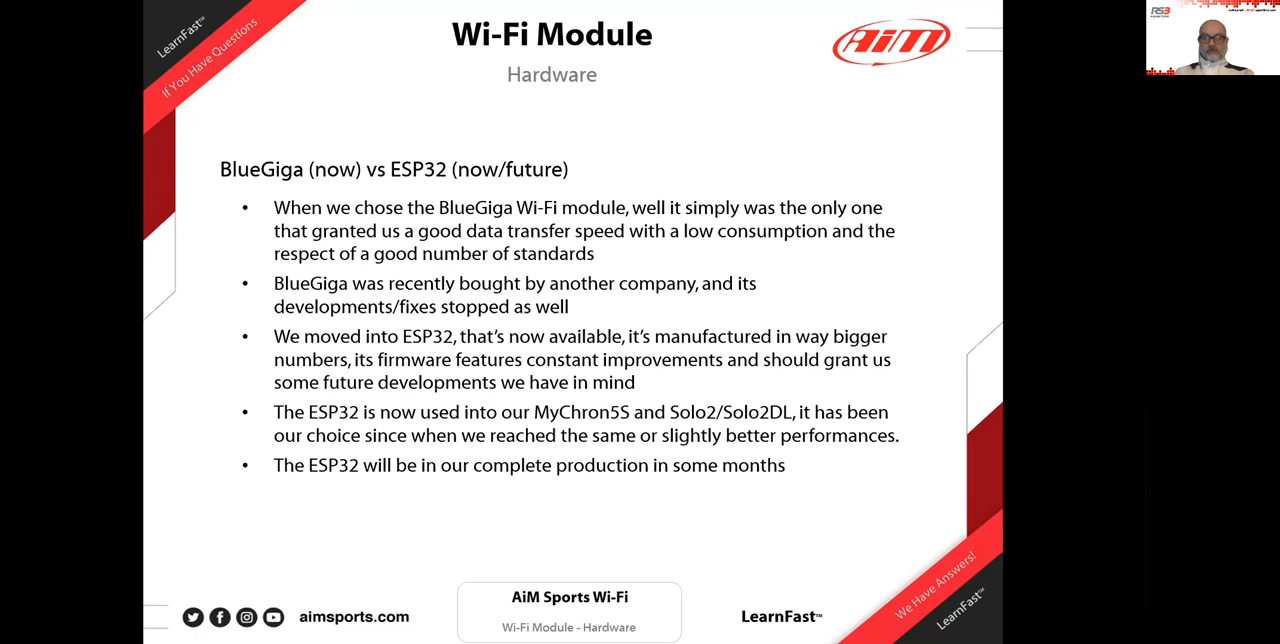 LearnFast™
If You Have Questions
Wi-Fi Module
Hardware
AiM
RS3
BlueGiga (now) vs ESP32 (now/future)
• When we chose the BlueGiga Wi-Fi module, well it simply was the only one
that granted us a good data transfer speed with a low consumption and the
respect of a good number of standards
• BlueGiga was recently bought by another company, and its
developments/fixes stopped as well
• We moved into ESP32, that’s now available, it’s manufactured in way bigger
numbers, its firmware features constant improvements and should grant us
some future developments we have in mind
• The ESP32 is now used into our MyChron5S and Solo2/Solo2DL, it has been
our choice since when we reached the same or slightly better performances.
• The ESP32 will be in our complete production in some months
aimsports.com
AiM Sports Wi-Fi
Wi-Fi Module - Hardware
LearnFast™
We Have Answers!
LearnFast™